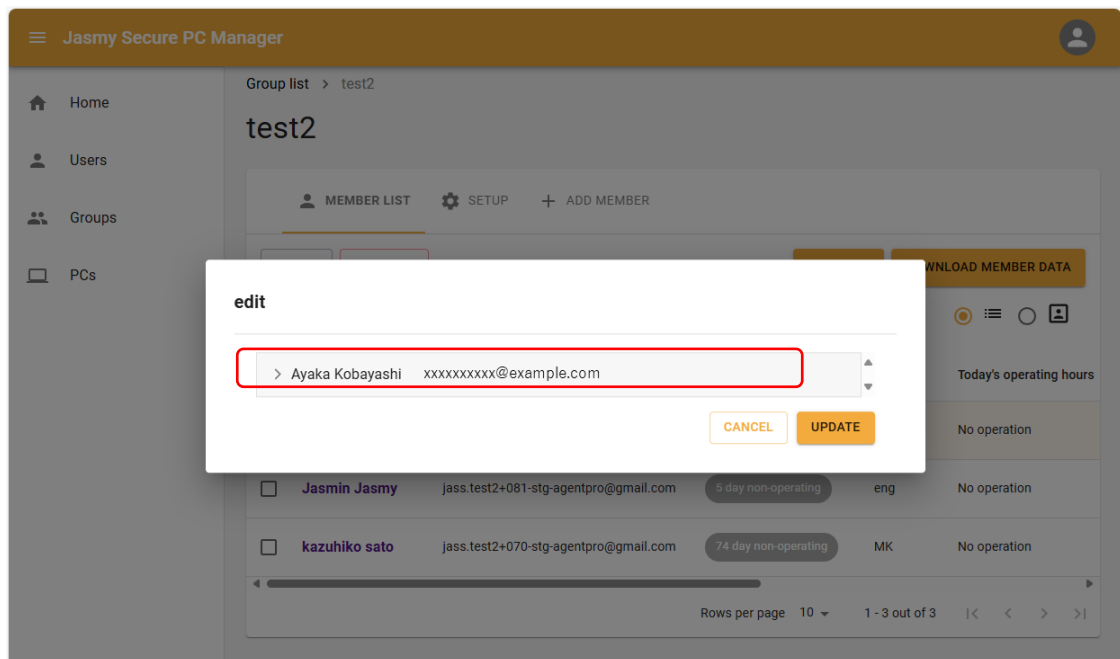 Jasmy Secure PC Manager
Home
Users
Groups
PCs
Group list > test2
test2
MEMBER LIST
SETUP
+ ADD MEMBER
WNLOAD MEMBER DATA
Today's operating hours
No operation
edit
> Ayaka Kobayashi xxxxxxxxxx@example.com
CANCEL
UPDATE
Jasmin Jasmy jass.test2+081-stg-agentpro@gmail.com 5 day non-operating eng No operation
kazuhiko sato jass.test2+070-stg-agentpro@gmail.com 74 day non-operating MK No operation
Rows per page 10 1 - 3 out of 3